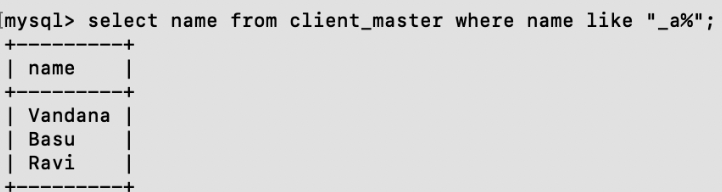 [mysql> select name from client_master where name like "_a%";
+---------+
| name    |
+---------+
| Vandana |
| Basu    |
| Ravi    |
+---------+